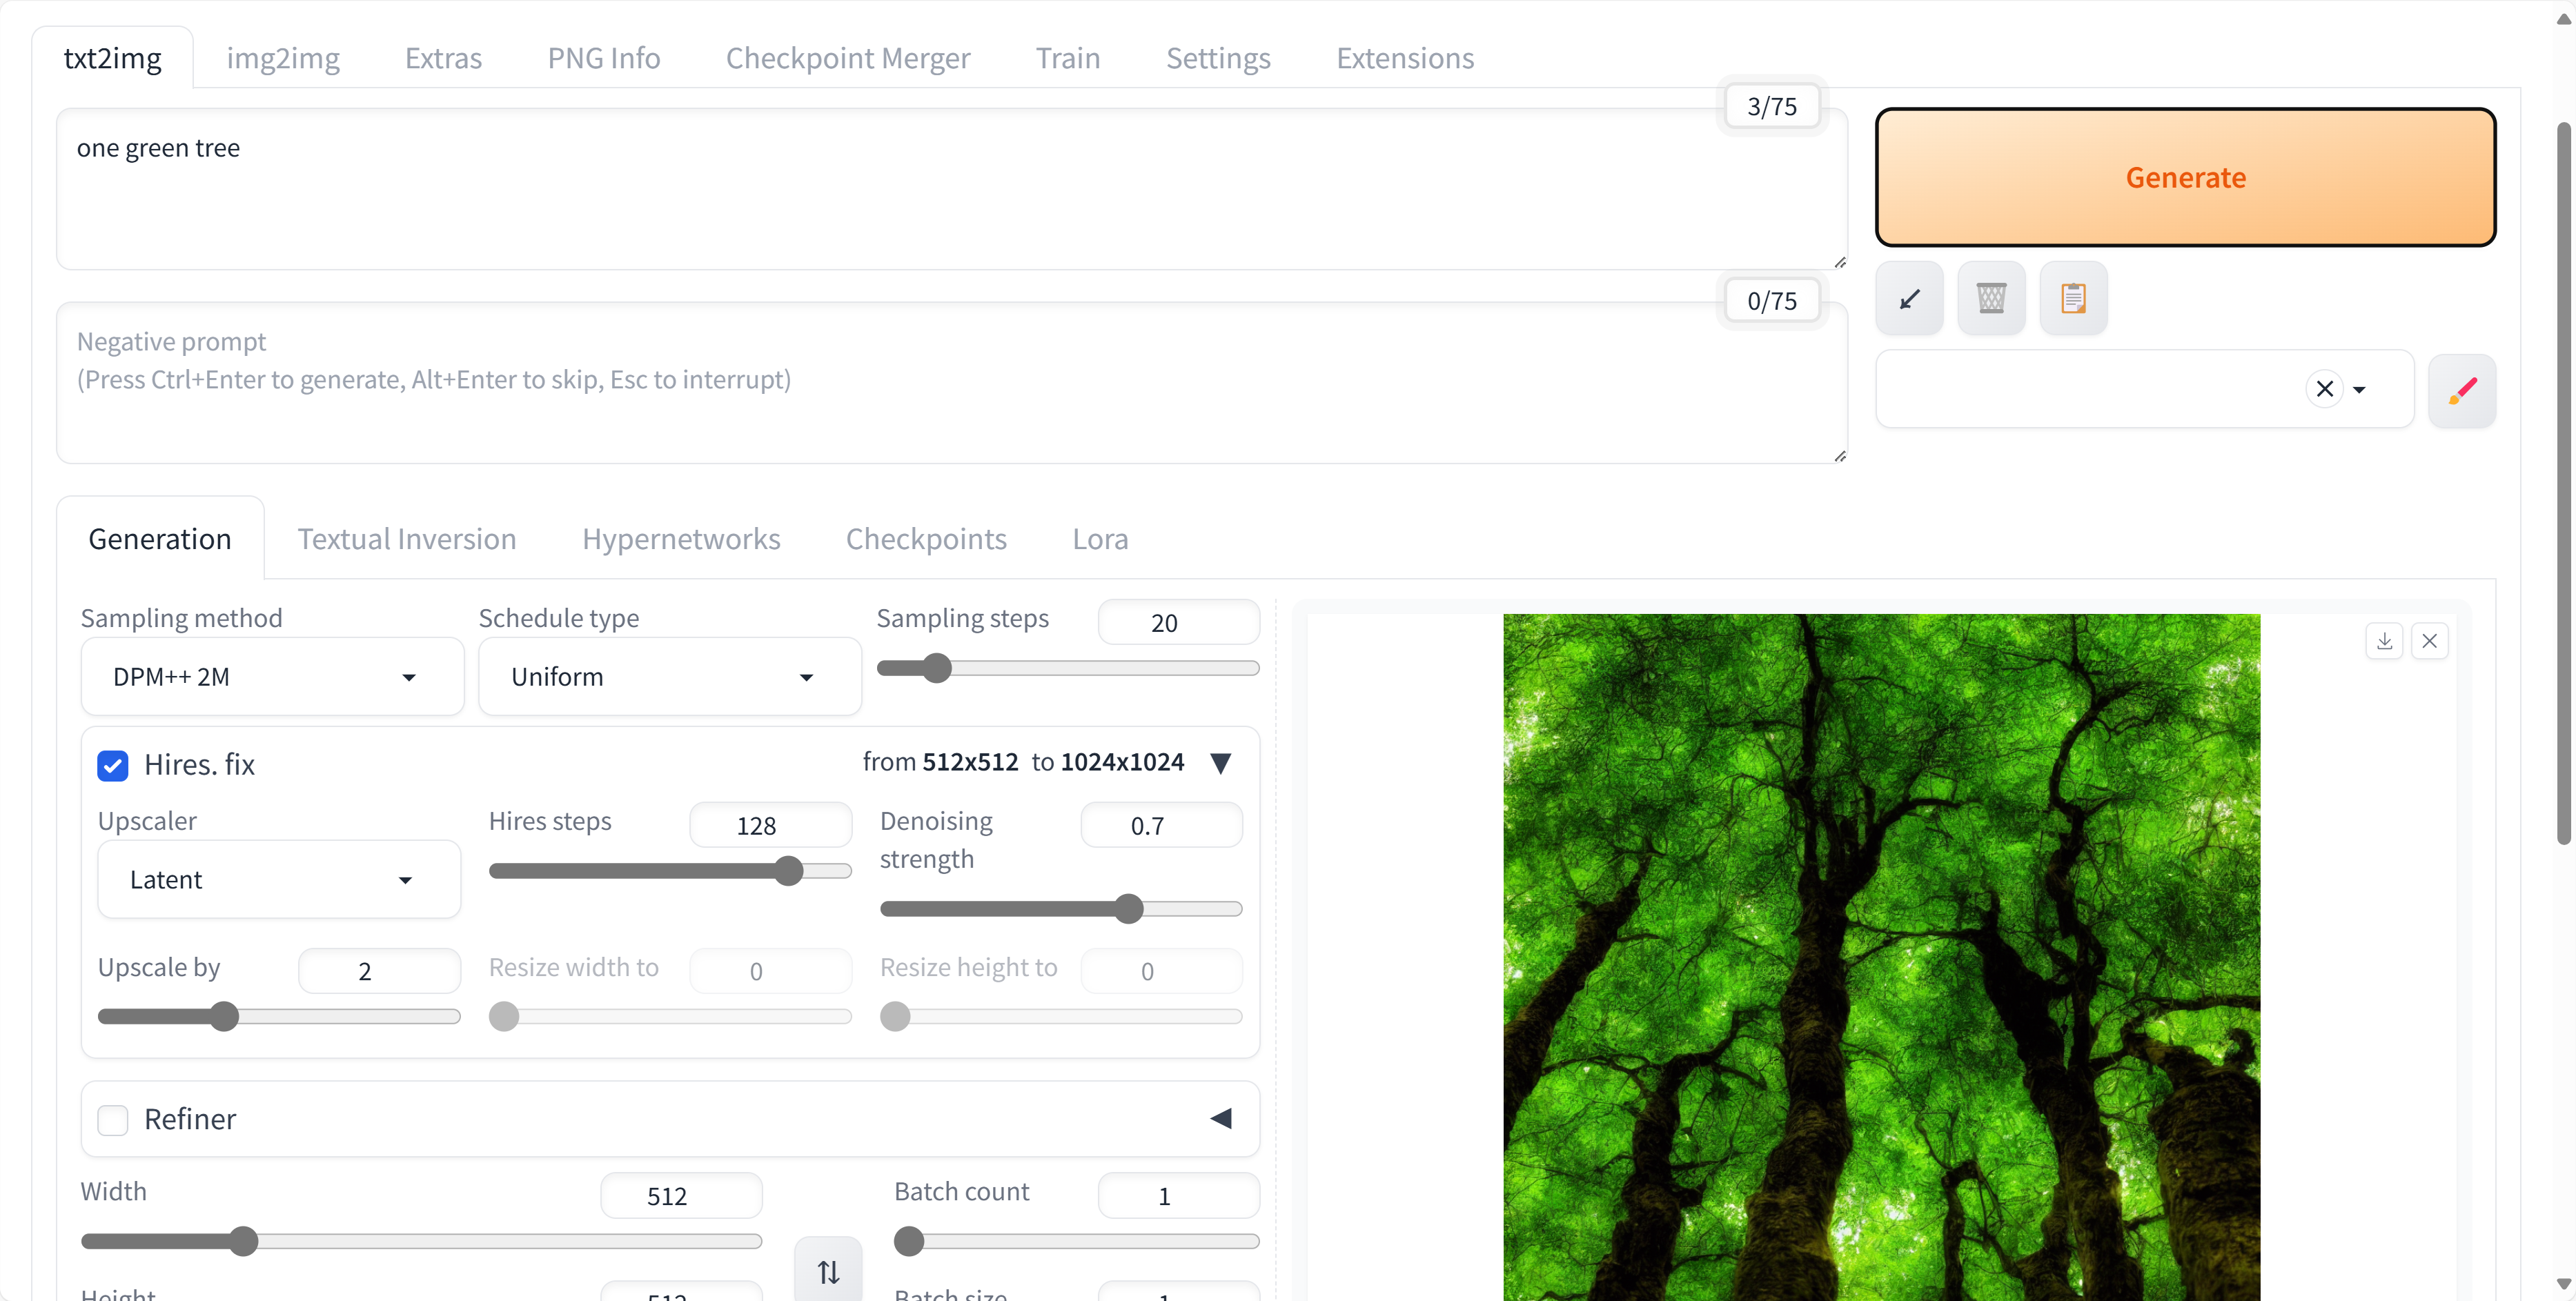 txt2img img2img Extras PNG Info Checkpoint Merger Train Settings Extensions
3/75
one green tree
Generate
0/75
Negative prompt
(Press Ctrl+Enter to generate, Alt+Enter to skip, Esc to interrupt)
Generation Textual Inversion Hypernetworks Checkpoints Lora
Sampling method
DPM++ 2M
Schedule type
Uniform
Sampling steps
20
Hires. fix
from 512x512 to 1024x1024
Upscaler
Latent
Hires steps
128
Denoising
strength
0.7
Upscale by
2
Resize width to
0
Resize height to
0
Refiner
Width
512
Batch count
1
Height
512
Batch size
1